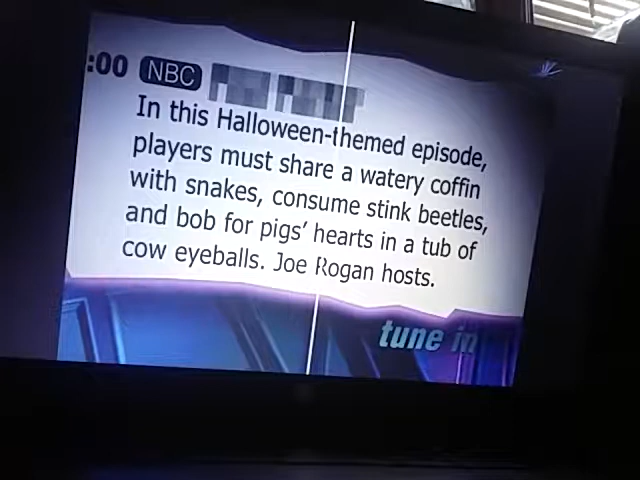 :00 NBC
In this Halloween-themed episode,
players must share a watery coffin
with snakes, consume stink beetles,
and bob for pigs' hearts in a tub of
cow eyeballs. Joe Rogan hosts.
tune in